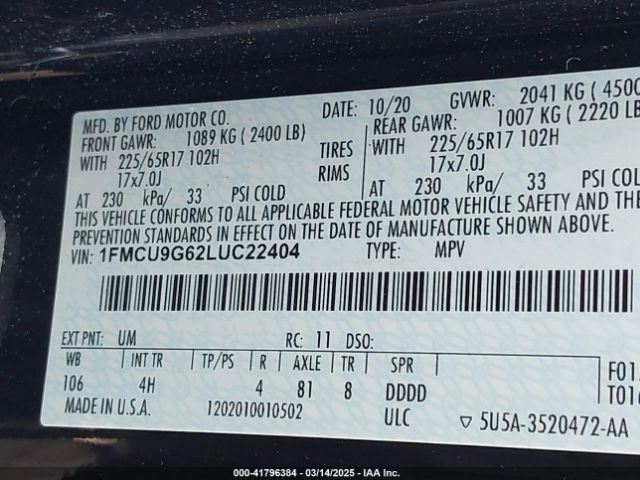 MFD. BY FORD MOTOR CO.
DATE: 10/20 GVWR: 2041 KG ( 4500
FRONT GAWR: 1089 KG ( 2400 LB)
REAR GAWR: 1007 KG ( 2220 LB
WITH 225/65R17 102H TIRES WITH 225/65R17 102H
17x7.0J RIMS 17x7.0J
AT 230 kPa/ 33 PSI COLD AT 230 kPa/ 33 PSI COL
THIS VEHICLE CONFORMS TO ALL APPLICABLE FEDERAL MOTOR VEHICLE SAFETY AND THE
PREVENTION STANDARDS IN EFFECT ON THE DATE OF MANUFACTURE SHOWN ABOVE.
VIN: 1FMCU9G62LUC22404 TYPE: MPV
EXT PNT: UM RC: 11 DSO:
WB INT TR TP/PS R AXLE TR SPR
106 4H 4 81 8 DDDD
F01
T016
MADE IN U.S.A. 1202010010502 ULC ▽ 5U5A-3520472-AA
000-41796384 - 03/14/2025 - IAA Inc.